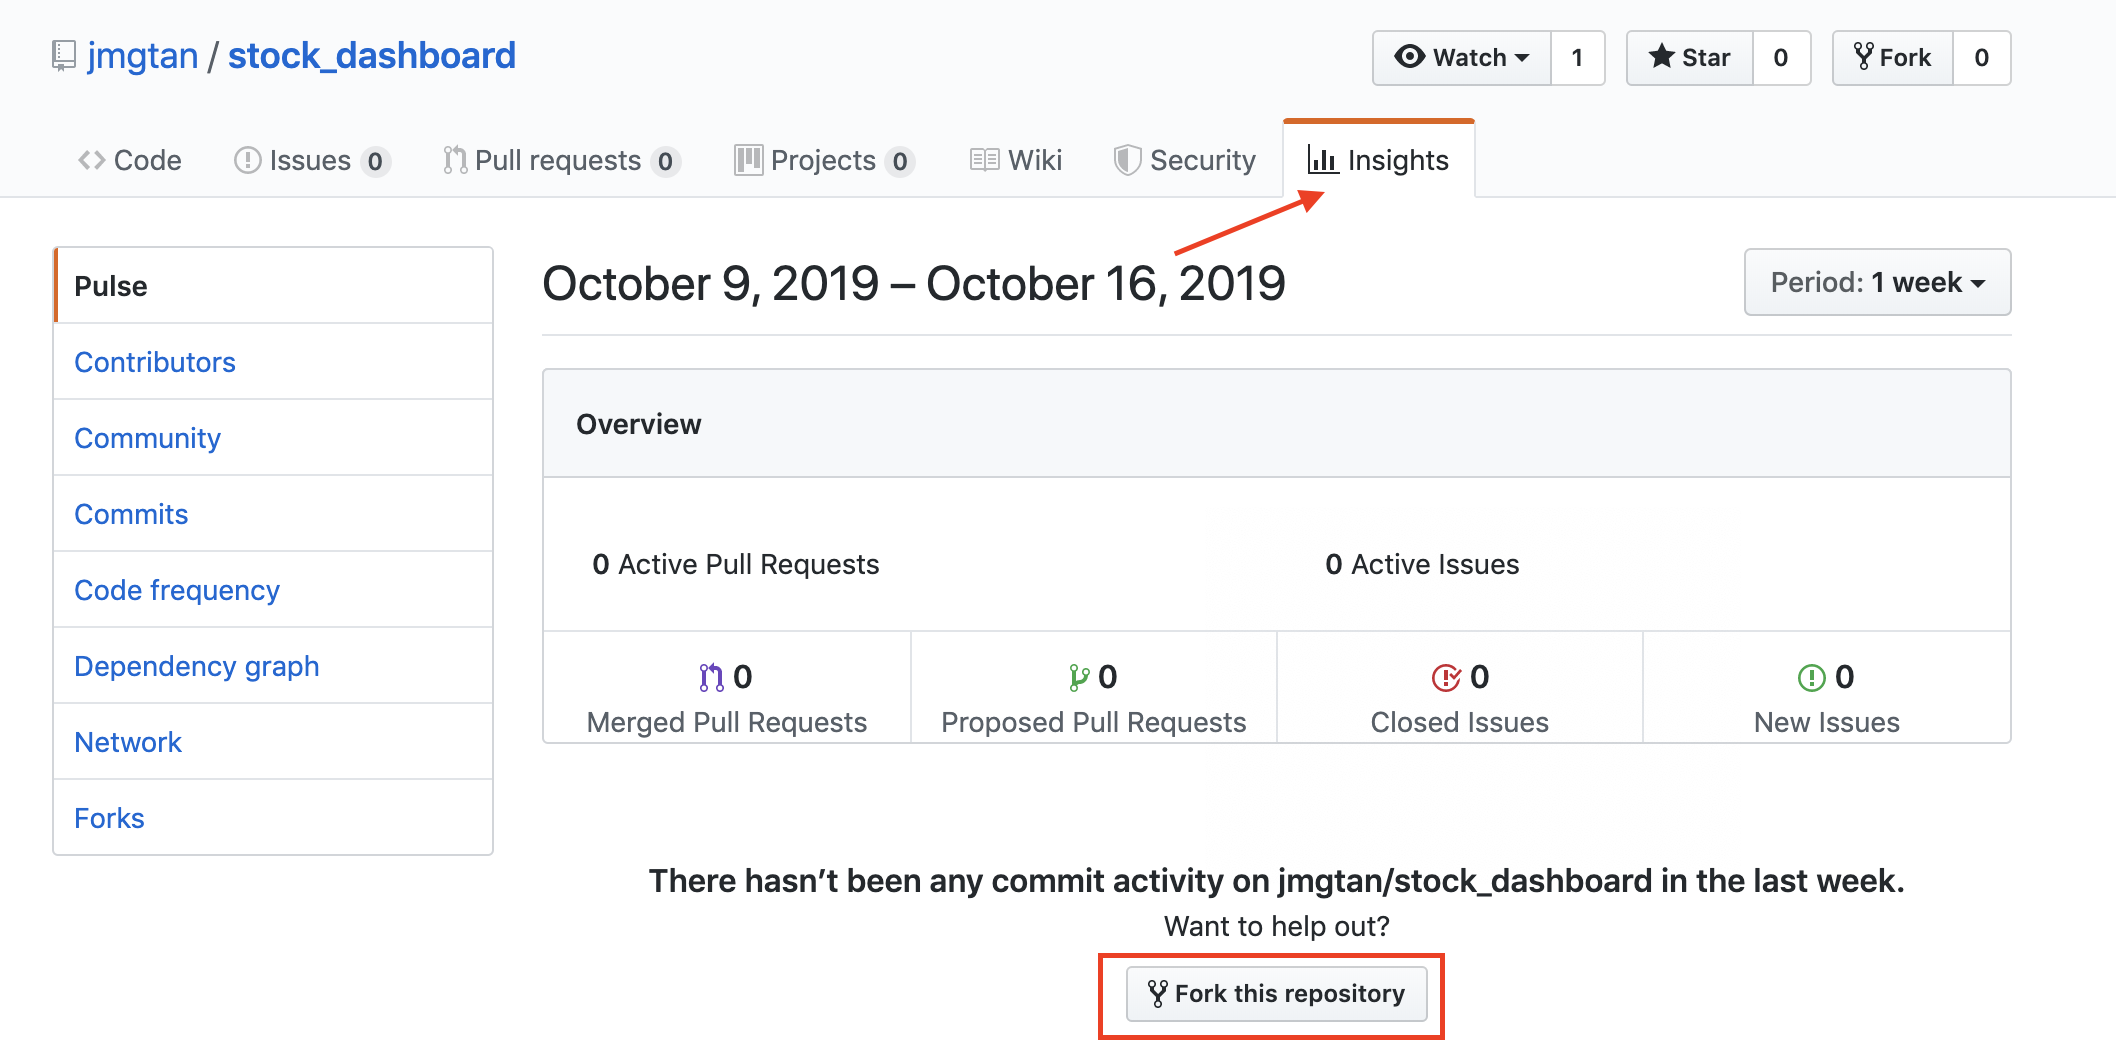 jmgtan / stock_dashboard
Watch 1 Star 0 Fork 0
Code Issues 0 Pull requests 0 Projects 0 Wiki Security Insights
Pulse
Contributors
Community
Commits
Code frequency
Dependency graph
Network
Forks
October 9, 2019 – October 16, 2019
Period: 1 week
Overview
0 Active Pull Requests
0 Active Issues
0
Merged Pull Requests
0
Proposed Pull Requests
0
Closed Issues
0
New Issues
There hasn’t been any commit activity on jmgtan/stock_dashboard in the last week.
Want to help out?
Fork this repository